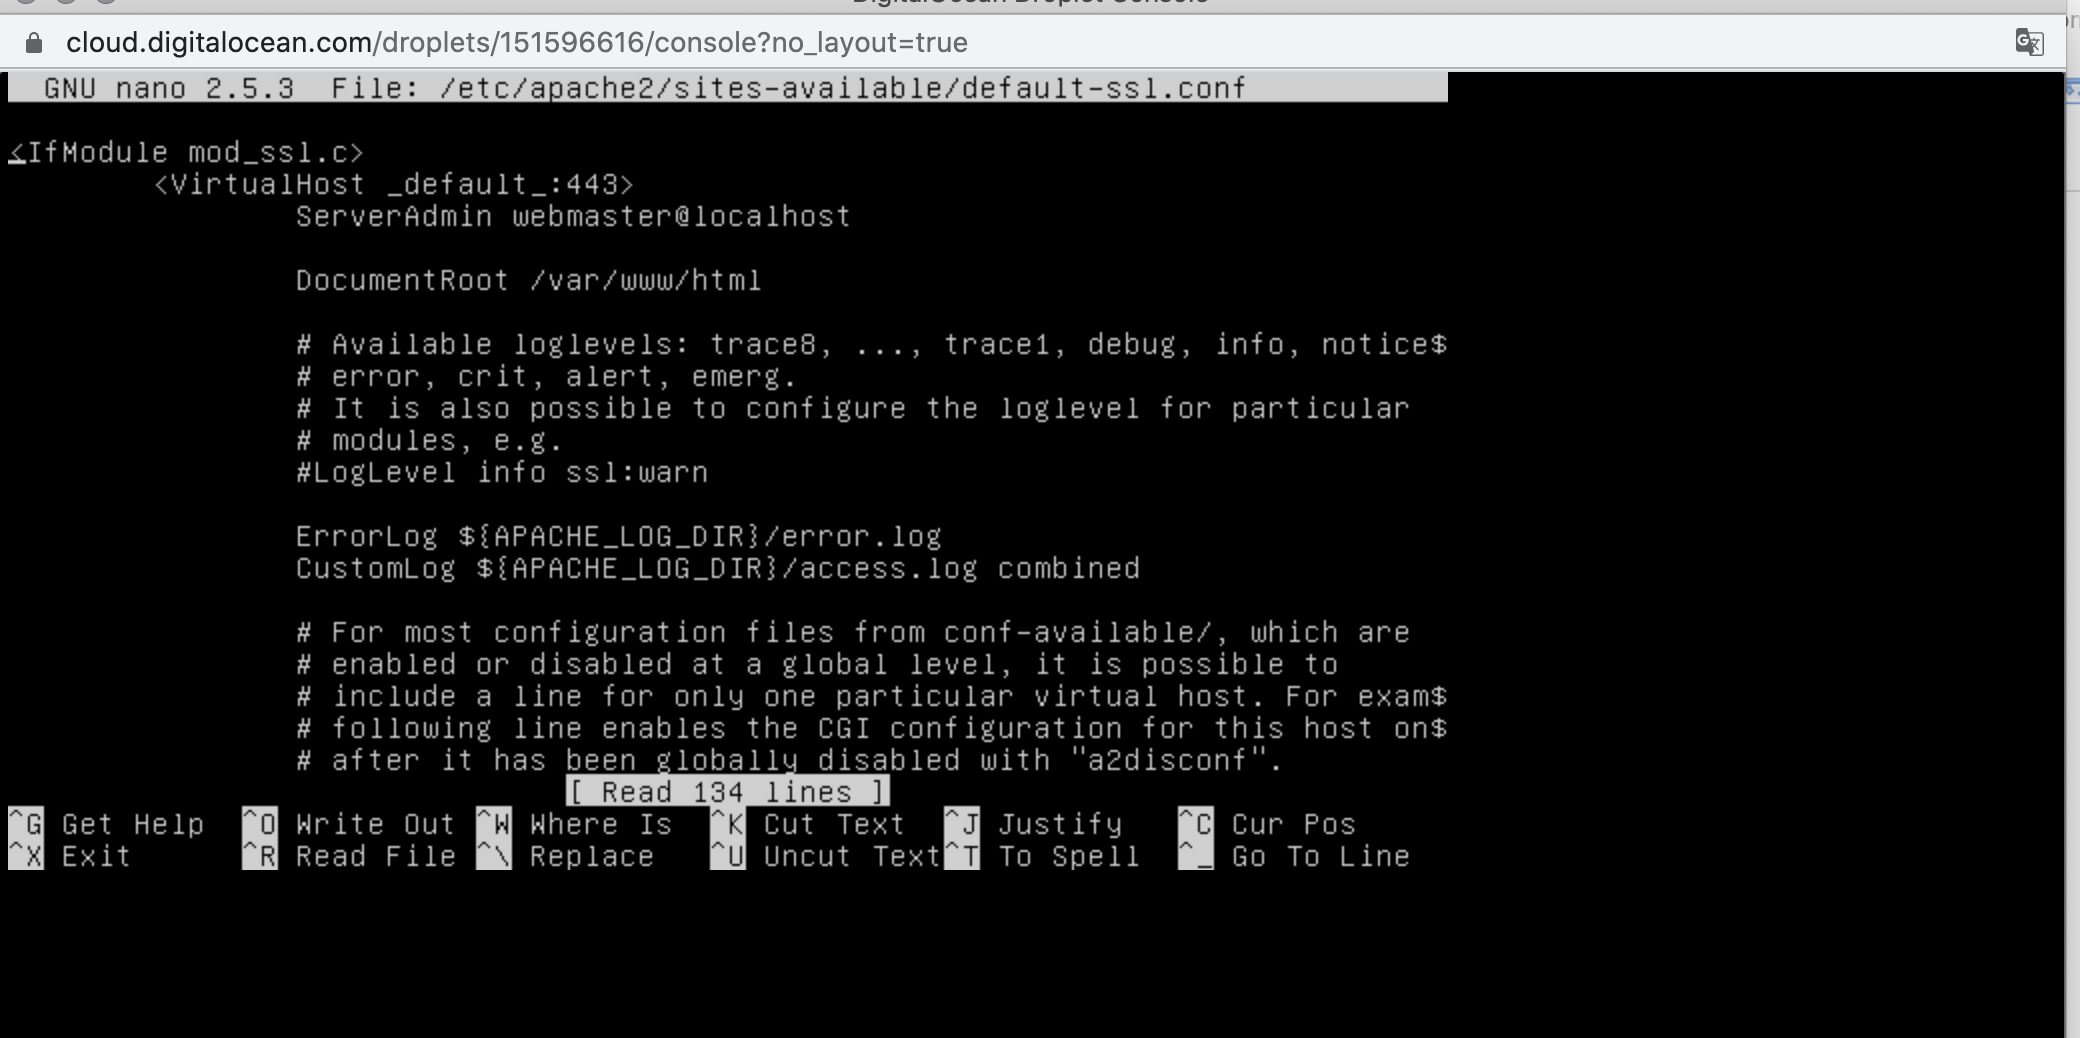 DigitalOcean Droplet Console
cloud.digitalocean.com/droplets/151596616/console?no_layout=true
GNU nano 2.5.3  File: /etc/apache2/sites-available/default-ssl.conf
<IfModule mod_ssl.c>
<VirtualHost _default_:443>
ServerAdmin webmaster@localhost
DocumentRoot /var/www/html
# Available loglevels: trace8, ..., trace1, debug, info, notice$
# error, crit, alert, emerg.
# It is also possible to configure the loglevel for particular
# modules, e.g.
#LogLevel info ssl:warn
ErrorLog ${APACHE_LOG_DIR}/error.log
CustomLog ${APACHE_LOG_DIR}/access.log combined
# For most configuration files from conf-available/, which are
# enabled or disabled at a global level, it is possible to
# include a line for only one particular virtual host. For exam$
# following line enables the CGI configuration for this host on$
# after it has been globally disabled with "a2disconf".
[ Read 134 lines ]
^G Get Help  ^O Write Out ^W Where Is  ^K Cut Text  ^J Justify   ^C Cur Pos
^X Exit      ^R Read File ^\ Replace   ^U Uncut Text^T To Spell  ^_ Go To Line